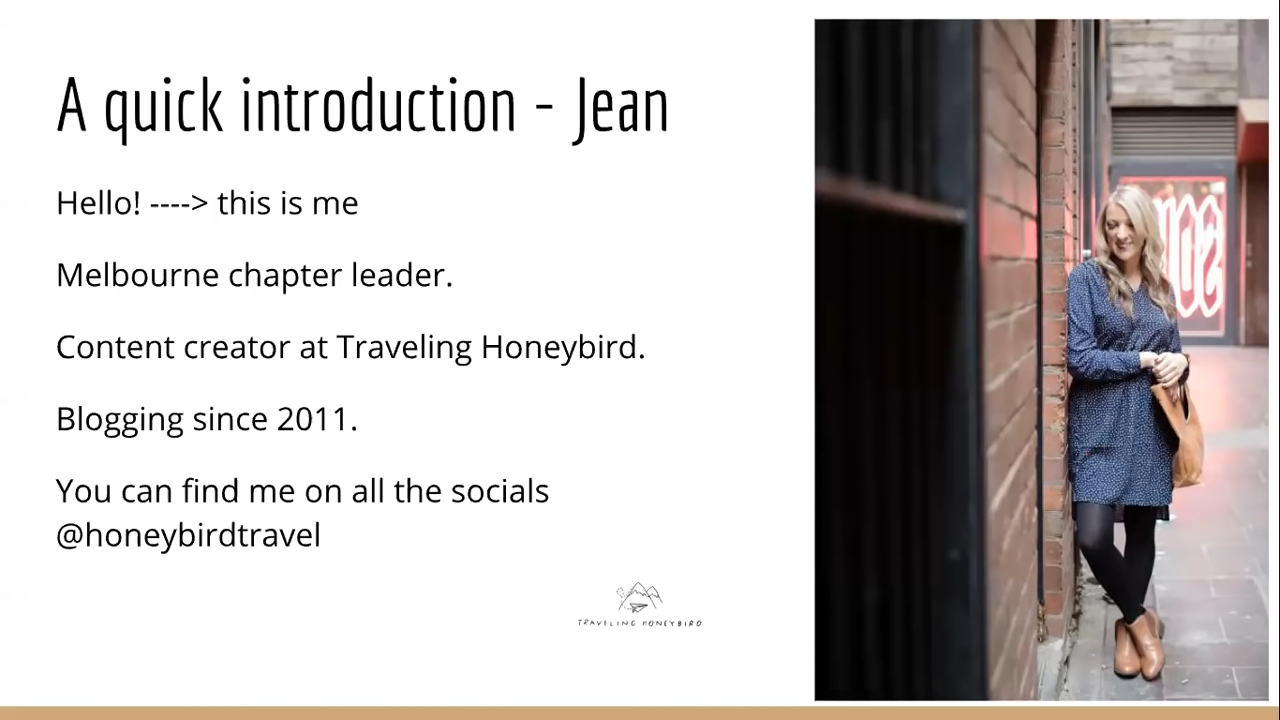 A quick introduction - Jean
Hello! ----> this is me
Melbourne chapter leader.
Content creator at Traveling Honeybird.
Blogging since 2011.
You can find me on all the socials
@honeybirdtravel
TRAVELING HONEYBIRD